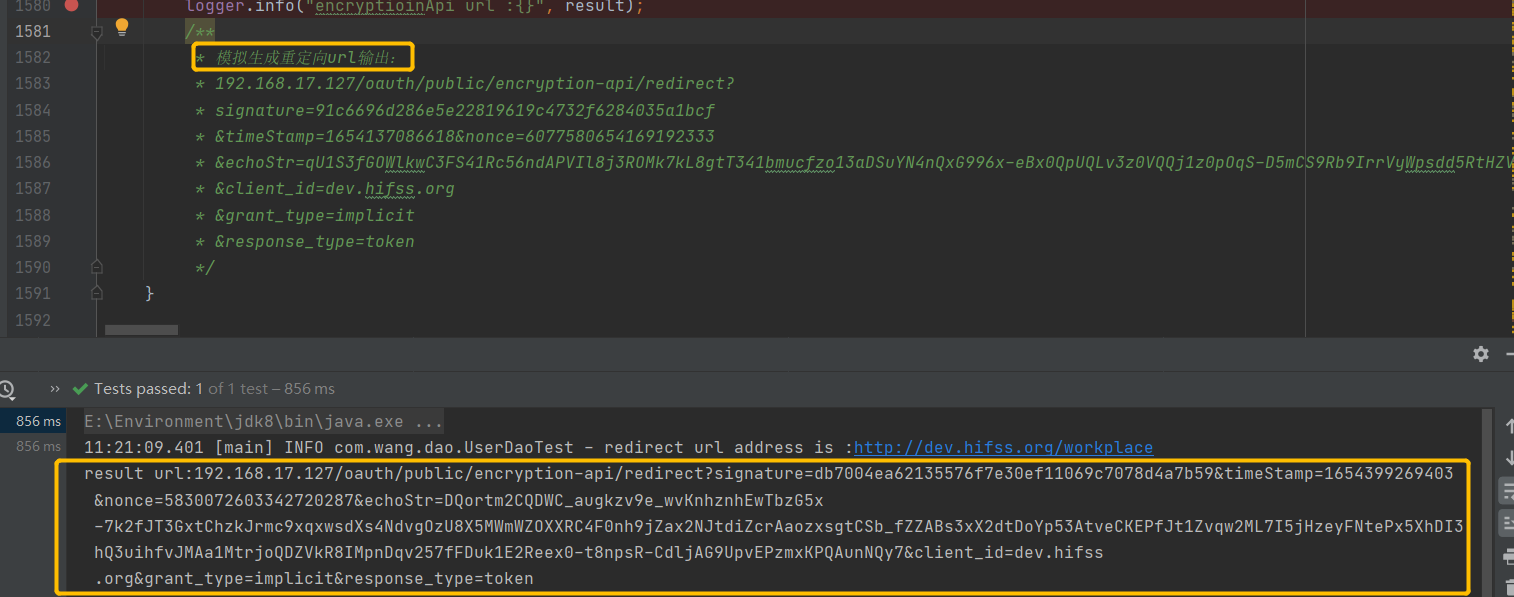 1580 logger.info("encryptioinApi url :{}", result);
1581 /**
1582 * 模拟生成重定向url输出:
1583 * 192.168.17.127/oauth/public/encryption-api/redirect?
1584 * signature=91c6696d286e5e22819619c4732f6284035a1bcf
1585 * &timeStamp=1654137086618&nonce=60775806541691923​33
1586 * &echoStr=qU1S3fGOWlkwC3FS41Rc56ndAPVIl8j3ROMk7kL8gtT341bmvcfzo13aDSuYN4nQxG996x-eBx0QpUQLv3z0VQQj1z0pOqS-D5mCS9Rb9IrrVyWpsdd5RtHZV
1587 * &client_id=dev.hifss.org
1588 * &grant_type=implicit
1589 * &response_type=token
1590 */
1591 }
1592
» Tests passed: 1 of 1 test – 856 ms
856 ms E:\Environment\jdk8\bin\java.exe ...
856 ms 11:21:09.401 [main] INFO com.wang.dao.UserDaoTest - redirect url address is :http://dev.hifss.org/workplace
result url:192.168.17.127/oauth/public/encryption-api/redirect?signature=db7004ea62135576f7e30ef11069c7078d4a7b59&timeStamp=1654399269403
&nonce=5830072603342720287&echoStr=DQortm2CQDWC_augkzv9e_wvKnhznhEwTbzG5x
-7k2fJT3GxtChzkJrmc9xqxwsdXs4NdvgOzU8X5MWmWZOXXRC4F0nh9jZax2NJtdiZcrAaozxsgtCSb_fZZABs3xX2dtDoYp53AtveCKEPfJt1Zvqw2ML7I5jHzeyFNtePx5XhDI3
hQ3uihfvJMAa1MtrjoQDZVkR8IMpnDqv257fFDuk1E2Reex0-t8npsR-CdljAG9UpvEPzmxKPQAunNQy7&client_id=dev.hifss
.org&grant_type=implicit&response_type=token